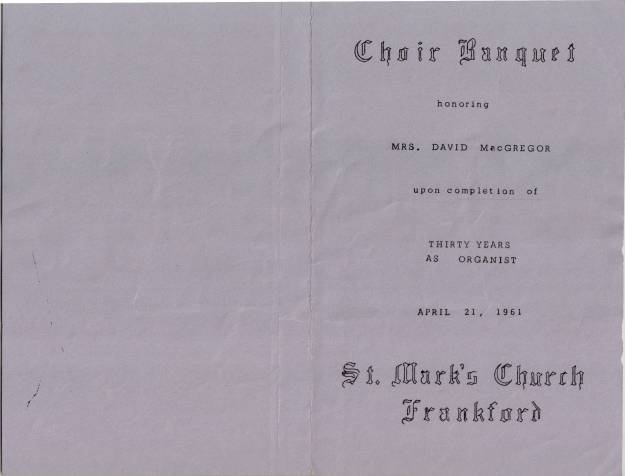 Choir Banquet
honoring
MRS. DAVID MacGREGOR
upon completion of
THIRTY YEARS
AS ORGANIST
APRIL 21, 1961
St. Mark's Church
Frankford